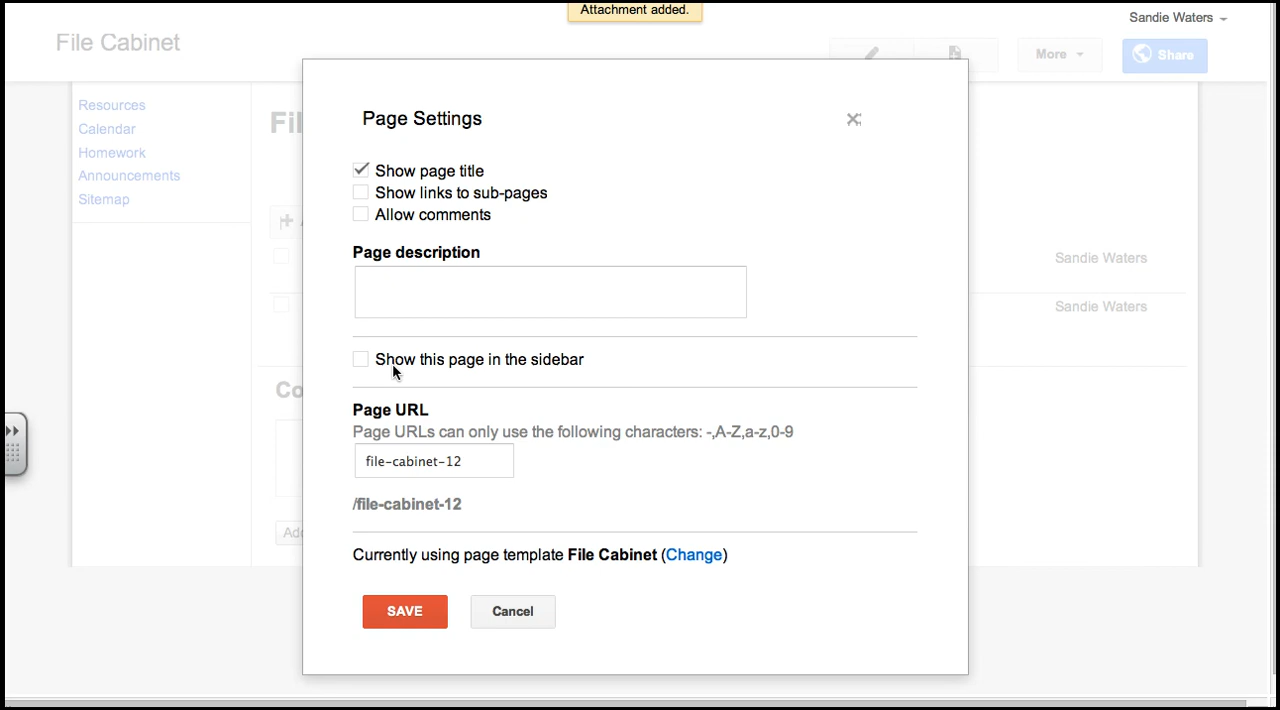 Attachment added.
Sandie Waters
File Cabinet
More
Share
Resources
Calendar
Homework
Announcements
Sitemap
Fil
Page Settings
Show page title
Show links to sub-pages
Allow comments
Page description
Sandie Waters
Sandie Waters
Show this page in the sidebar
Co
Page URL
Page URLs can only use the following characters: -,A-Z,a-z,0-9
file-cabinet-12
/file-cabinet-12
Add
Currently using page template File Cabinet (Change)
SAVE
Cancel